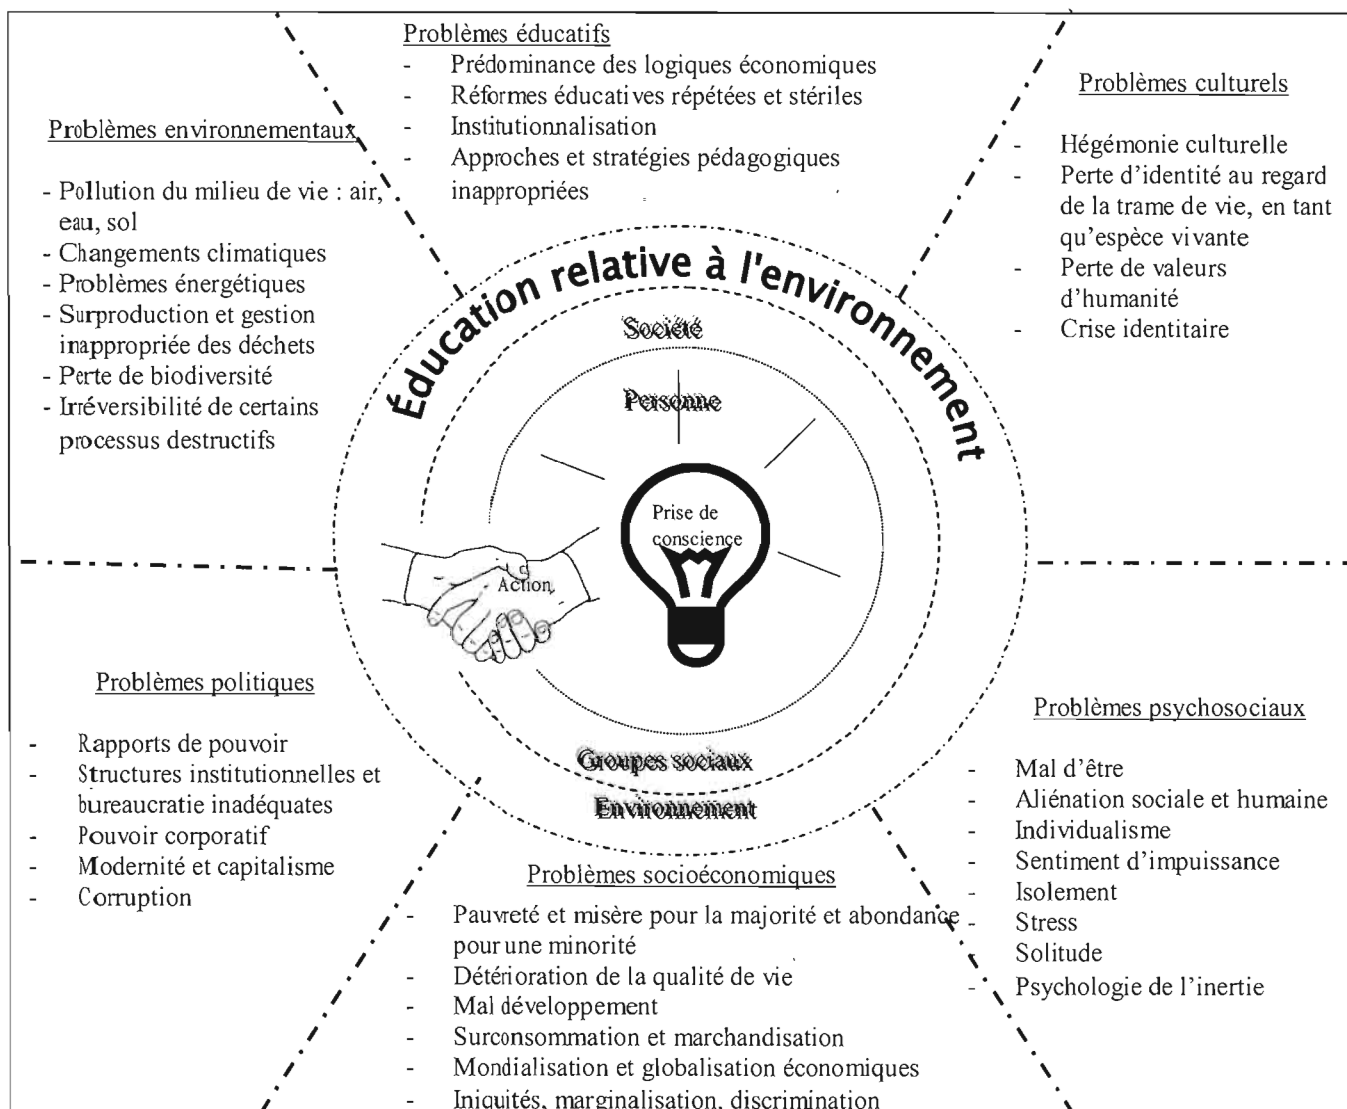 Problèmes éducatifs
- Prédominance des logiques économiques
- Réformes éducatives répétées et stériles
- Institutionnalisation
- Approches et stratégies pédagogiques
inappropriées
Problèmes culturels
- Hégémonie culturelle
- Perte d'identité au regard
de la trame de vie, en tant
qu'espèce vivante
- Perte de valeurs
d'humanité
- Crise identitaire
Problèmes environnementaux
- Pollution du milieu de vie : air,
eau, sol
- Changements climatiques
- Problèmes énergétiques
- Surproduction et gestion
inappropriée des déchets
- Perte de biodiversité
- Irréversibilité de certains
processus destructifs
Éducation relative à l'environnement
Société
Personne
Prise de
conscience
Action
Groupes sociaux
Environnement
Problèmes politiques
- Rapports de pouvoir
- Structures institutionnelles et
bureaucratie inadéquates
- Pouvoir corporatif
- Modernité et capitalisme
- Corruption
Problèmes psychosociaux
- Mal d'être
- Aliénation sociale et humaine
- Individualisme
- Sentiment d'impuissance
- Isolement
- Stress
- Solitude
- Psychologie de l'inertie
Problèmes socioéconomiques
- Pauvreté et misère pour la majorité et abondance
pour une minorité
- Détérioration de la qualité de vie
- Mal développement
- Surconsommation et marchandisation
- Mondialisation et globalisation économiques
- Iniquités, marginalisation, discrimination